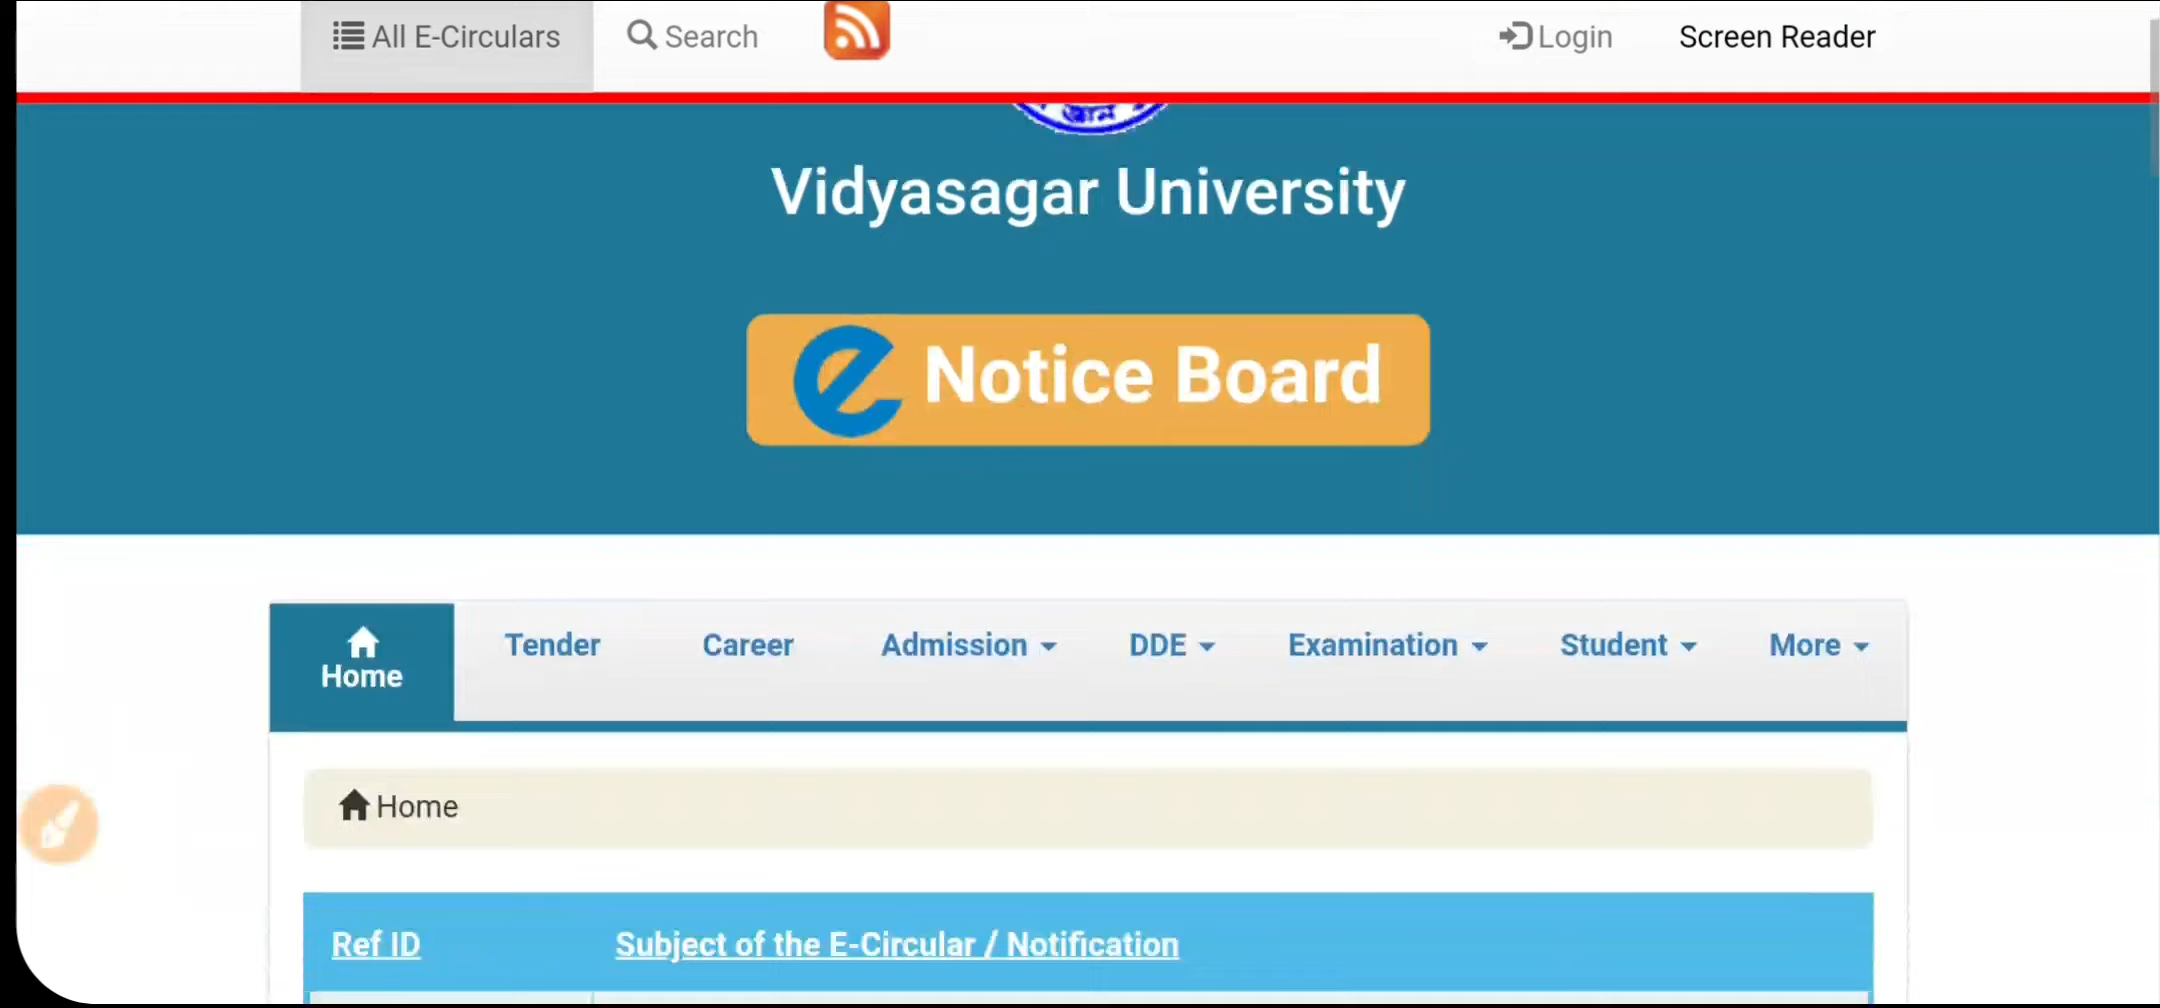 All E-Circulars Search Login Screen Reader
Vidyasagar University
e Notice Board
Home Tender Career Admission DDE Examination Student More
Home
Ref ID Subject of the E-Circular / Notification